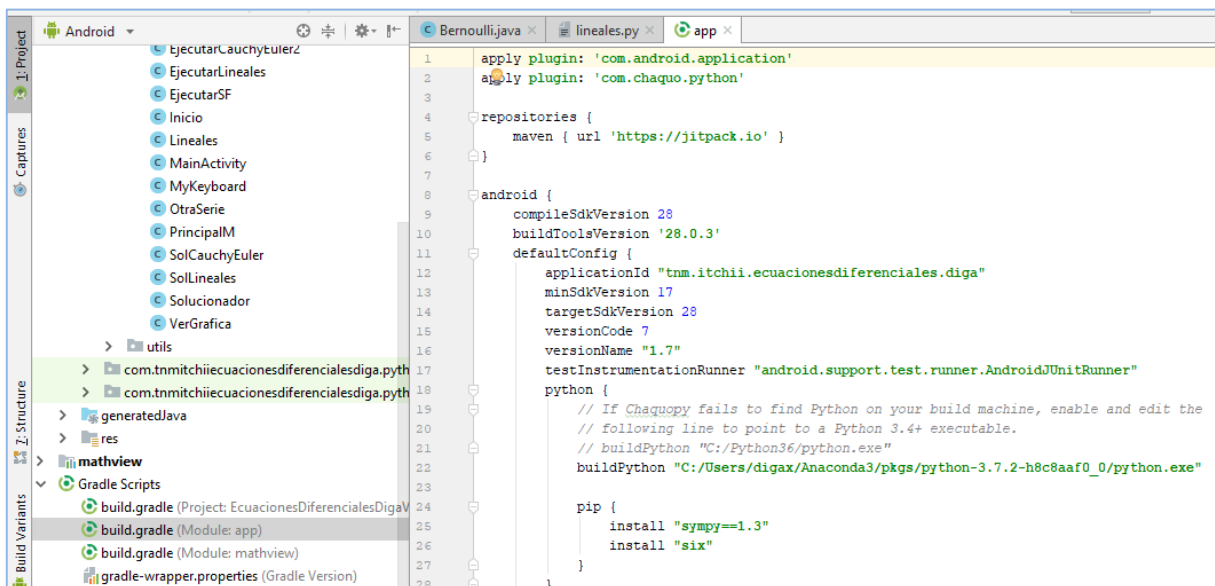 1: Project
Captures
Z: Structure
Build Variants
Android
EjecutarCauchyEuler2
EjecutarLineales
EjecutarSF
Inicio
Lineales
MainActivity
MyKeyboard
OtraSerie
PrincipalM
SolCauchyEuler
SolLineales
Solucionador
VerGrafica
utils
com.tnmitchiiecuacionesdiferencialesdiga.pyth
com.tnmitchiiecuacionesdiferencialesdiga.pyth
generatedJava
res
mathview
Gradle Scripts
build.gradle (Project: EcuacionesDiferencialesDigaV
build.gradle (Module: app)
build.gradle (Module: mathview)
gradle-wrapper.properties (Gradle Version)
Bernoulli.java
lineales.py
app
1 apply plugin: 'com.android.application'
2 apply plugin: 'com.chaquo.python'
3
4 repositories {
5 maven { url 'https://jitpack.io' }
6 }
7
8 android {
9 compileSdkVersion 28
10 buildToolsVersion '28.0.3'
11 defaultConfig {
12 applicationId "tnm.itchii.ecuacionesdiferenciales.diga"
13 minSdkVersion 17
14 targetSdkVersion 28
15 versionCode 7
16 versionName "1.7"
17 testInstrumentationRunner "android.support.test.runner.AndroidJUnitRunner"
18 python {
19 // If Chaquopy fails to find Python on your build machine, enable and edit the
20 // following line to point to a Python 3.4+ executable.
21 // buildPython "C:/Python36/python.exe"
22 buildPython "C:/Users/digax/Anaconda3/pkgs/python-3.7.2-h8c8aaf0_0/python.exe"
23
24 pip {
25 install "sympy==1.3"
26 install "six"
27 }
28 }